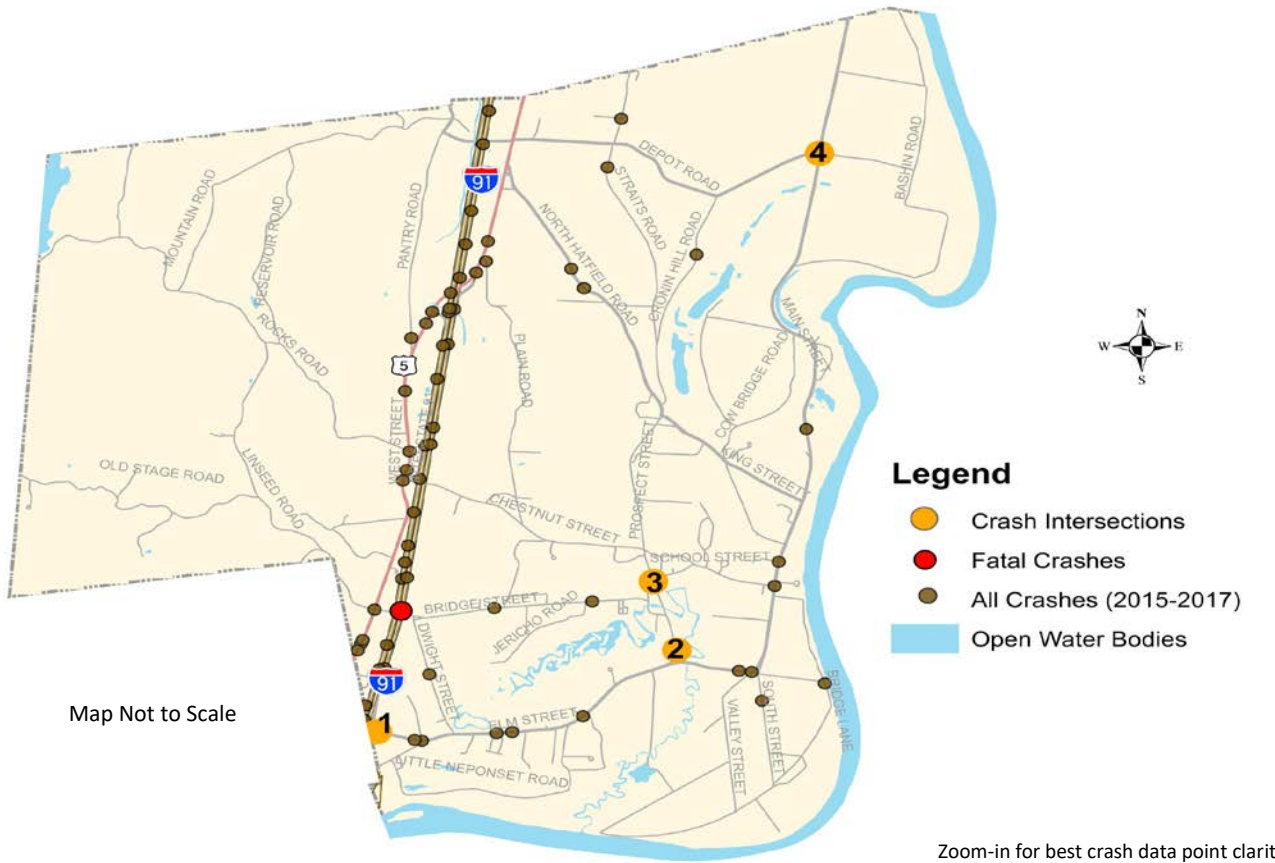 91
4
DEPOT ROAD
BASHIN ROAD
STRAITS ROAD
MOUNTAIN ROAD
RESERVOIR ROAD
PANTRY ROAD
NORTH HATFIELD ROAD
CRONIN HILL ROAD
MAIN STREET
ROCKS ROAD
PLAIN ROAD
5
COW BRIDGE ROAD
WEST STREET
KING STREET
PROSPECT STREET
OLD STAGE ROAD
LINSEED ROAD
CHESTNUT STREET
SCHOOL STREET
3
BRIDGE STREET
JERICHO ROAD
DWIGHT STREET
2
91
BRIDGE LANE
SOUTH STREET
VALLEY STREET
1
ELM STREET
LITTLE NEPONSET ROAD
Map Not to Scale
N
W E
S
Legend
Crash Intersections
Fatal Crashes
All Crashes (2015-2017)
Open Water Bodies
Zoom-in for best crash data point clarit